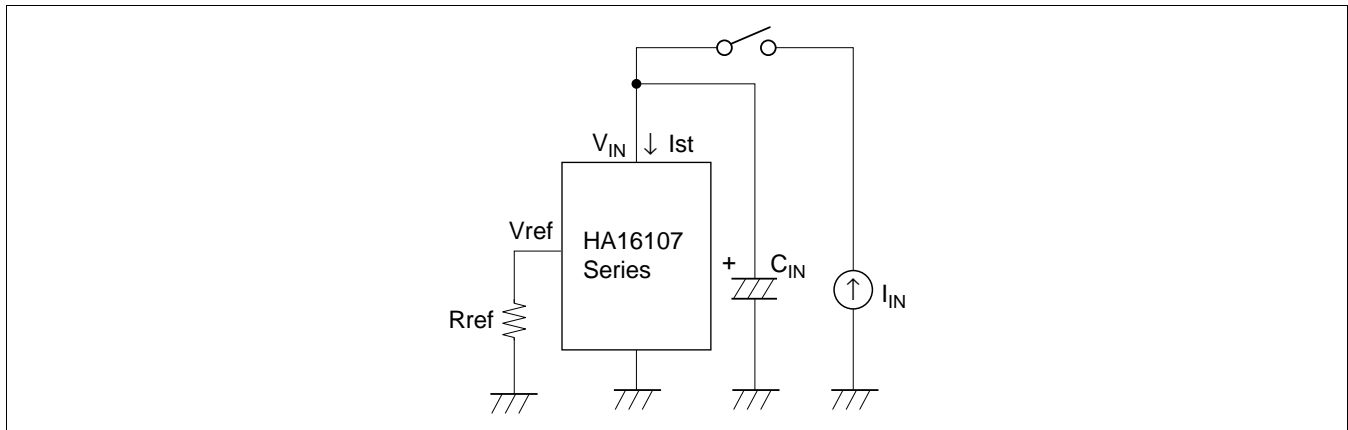 V_IN ↓ Ist
Vref
HA16107
Series
+ C_IN
Rref
↑ I_IN